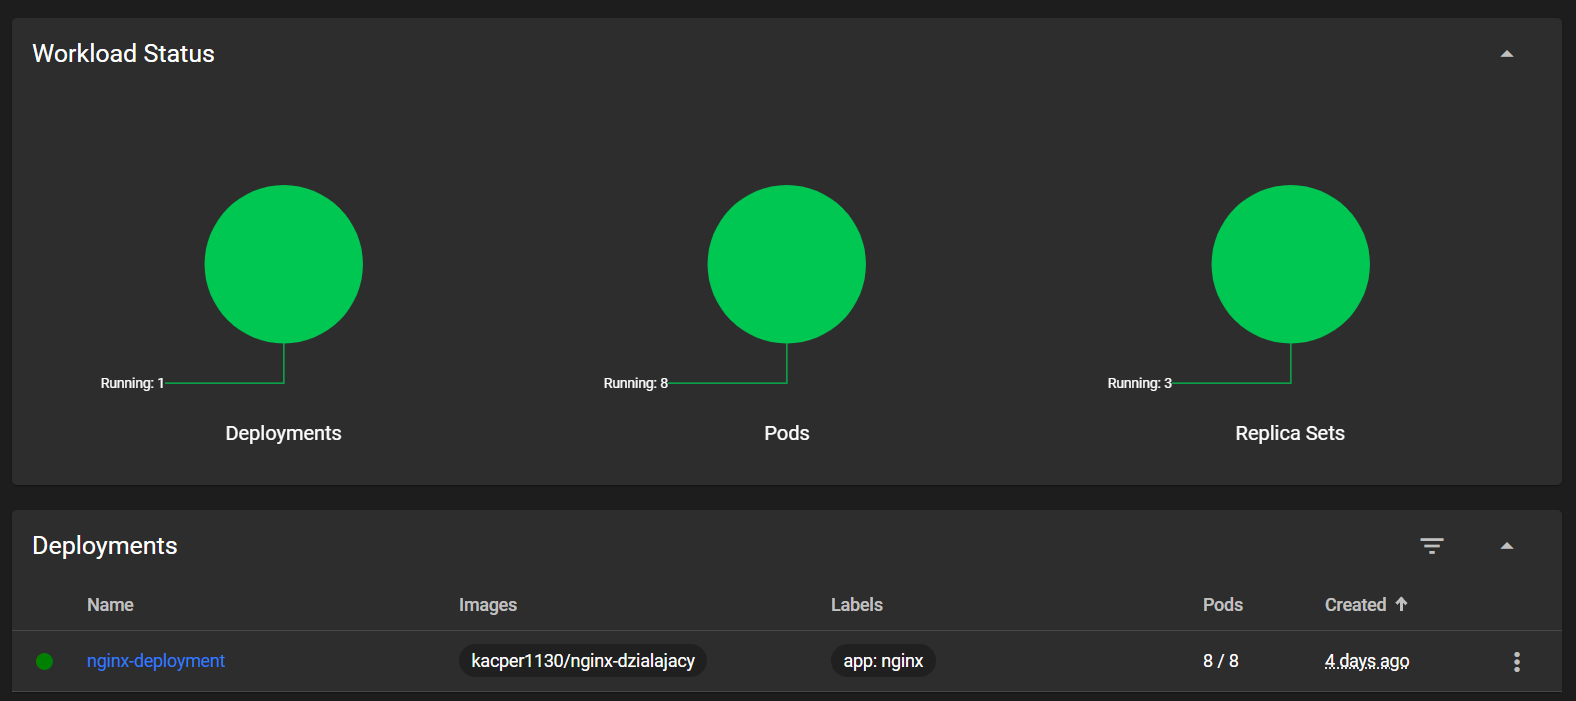 Workload Status
Running: 1
Running: 8
Running: 3
Deployments
Pods
Replica Sets
Deployments
Name Images Labels Pods Created
nginx-deployment kacper1130/nginx-dzialajacy app: nginx 8 / 8 4 days ago